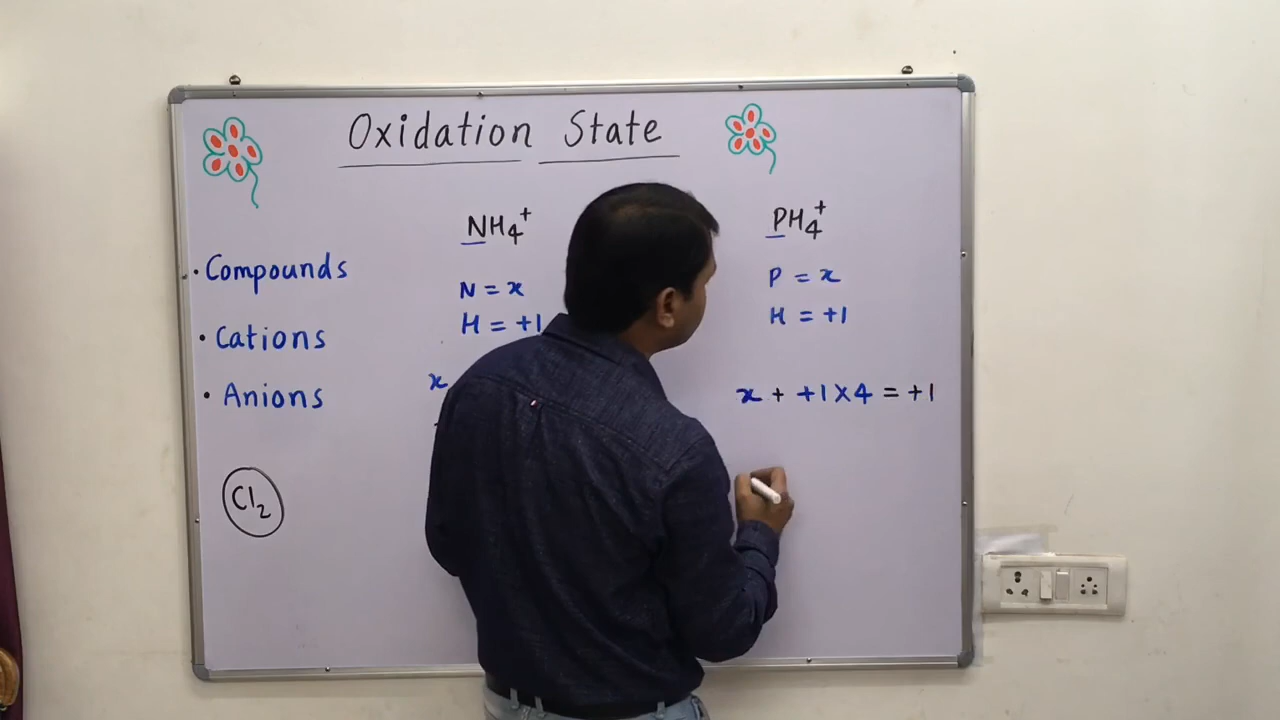 Oxidation State
NH4+
PH4+
· Compounds
N = x
P = x
H = +1
H = +1
· Cations
x
x + +1 × 4 = +1
· Anions
Cl2